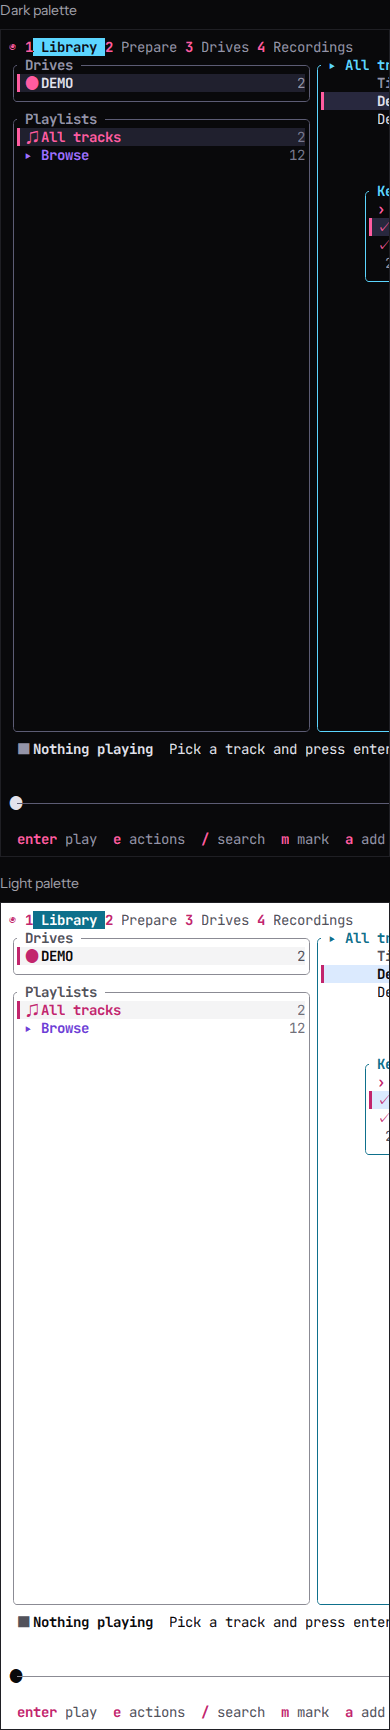 Dark palette
1 Library 2 Prepare 3 Drives 4 Recordings
Drives
DEMO 2
Playlists
All tracks 2
Browse 12
All
Nothing playing Pick a track and press enter
enter play e actions / search m mark a add
Light palette
1 Library 2 Prepare 3 Drives 4 Recordings
Drives
DEMO 2
Playlists
All tracks 2
Browse 12
All
Nothing playing Pick a track and press enter
enter play e actions / search m mark a add